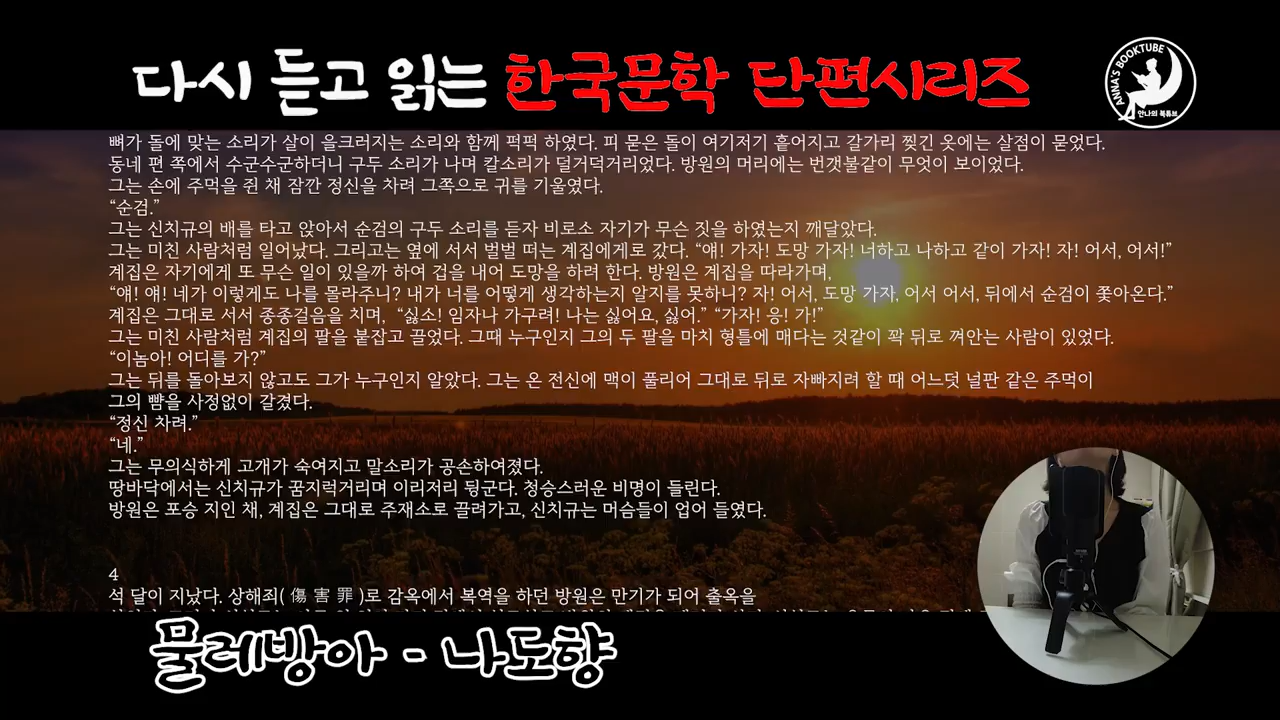 다시 듣고 읽는 한국문학 단편시리즈
ANNA'S BOOKTUBE
안나의 북튜브
뼈가 돌에 맞는 소리가 살이 을크러지는 소리와 함께 퍽퍽 하였다. 피 묻은 돌이 여기저기 흩어지고 갈가리 찢긴 옷에는 살점이 묻었다.
동네 편 쪽에서 수군수군하더니 구두 소리가 나며 칼소리가 덜거덕거리었다. 방원의 머리에는 번갯불같이 무엇이 보이었다.
그는 손에 주먹을 쥔 채 잠깐 정신을 차려 그쪽으로 귀를 기울였다.
“순검.”
그는 신치규의 배를 타고 앉아서 순검의 구두 소리를 듣자 비로소 자기가 무슨 짓을 하였는지 깨달았다.
그는 미친 사람처럼 일어났다. 그리고는 옆에 서서 벌벌 떠는 계집에게로 갔다. “얘! 가자! 도망 가자! 너하고 나하고 같이 가자! 자! 어서, 어서!”
계집은 자기에게 또 무슨 일이 있을까 하여 겁을 내어 도망을 하려 한다. 방원은 계집을 따라가며,
“얘! 얘! 네가 이렇게도 나를 몰라주니? 내가 너를 어떻게 생각하는지 알지를 못하니? 자! 어서, 도망 가자, 어서 어서, 뒤에서 순검이 쫓아온다.”
계집은 그대로 서서 종종걸음을 치며, “싫소! 임자나 가구려! 나는 싫어요, 싫어.” “가자! 응! 가!”
그는 미친 사람처럼 계집의 팔을 붙잡고 끌었다. 그때 누구인지 그의 두 팔을 마치 형틀에 매다는 것같이 꽉 뒤로 껴안는 사람이 있었다.
“이놈아! 어디를 가?”
그는 뒤를 돌아보지 않고도 그가 누구인지 알았다. 그는 온 전신에 맥이 풀리어 그대로 뒤로 자빠지려 할 때 어느덧 널판 같은 주먹이
그의 뺨을 사정없이 갈겼다.
“정신 차려.”
“네.”
그는 무의식하게 고개가 숙여지고 말소리가 공손하여졌다.
땅바닥에서는 신치규가 꿈지럭거리며 이리저리 뒹군다. 청승스러운 비명이 들린다.
방원은 포승 지인 채, 계집은 그대로 주재소로 끌려가고, 신치규는 머슴들이 업어 들였다.
4
석 달이 지났다. 상해죄( 傷 害 罪 )로 감옥에서 복역을 하던 방원은 만기가 되어 출옥을
물레방아 - 나도향